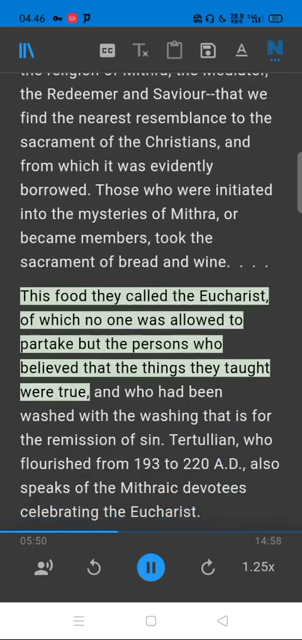 04.46
the religion of Mithra, the Mediator,
the Redeemer and Saviour--that we
find the nearest resemblance to the
sacrament of the Christians, and
from which it was evidently
borrowed. Those who were initiated
into the mysteries of Mithra, or
became members, took the
sacrament of bread and wine. . . .
This food they called the Eucharist,
of which no one was allowed to
partake but the persons who
believed that the things they taught
were true, and who had been
washed with the washing that is for
the remission of sin. Tertullian, who
flourished from 193 to 220 A.D., also
speaks of the Mithraic devotees
celebrating the Eucharist.
05:50 14:58
1.25x